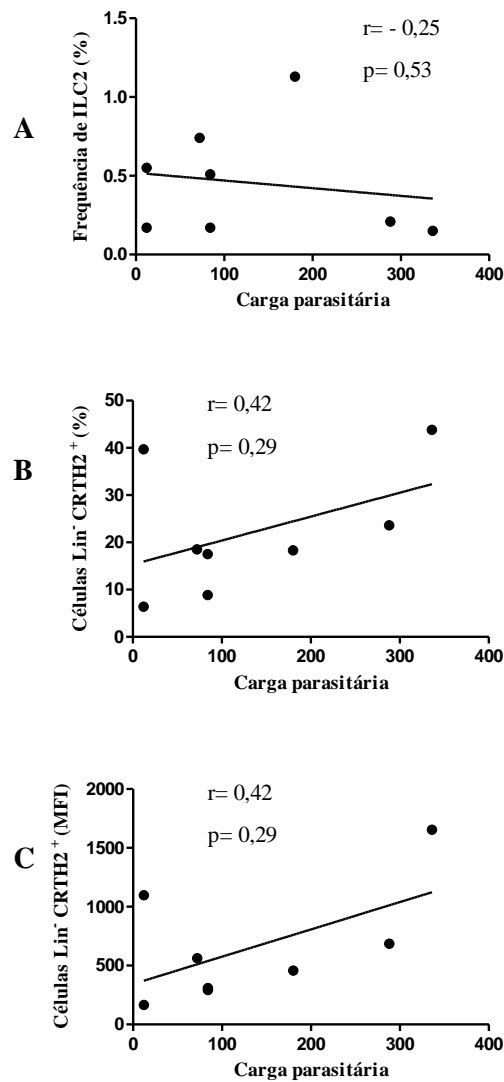 A
r= - 0,25
p= 0,53
Frequência de ILC2 (%)
1.5
1.0
0.5
0.0
0 100 200 300 400
Carga parasitária
B
r= 0,42
p= 0,29
Células Lin⁻ CRTH2⁺ (%)
50
40
30
20
10
0
0 100 200 300 400
Carga parasitária
C
r= 0,42
p= 0,29
Células Lin⁻ CRTH2⁺ (MFI)
2000
1500
1000
500
0
0 100 200 300 400
Carga parasitária